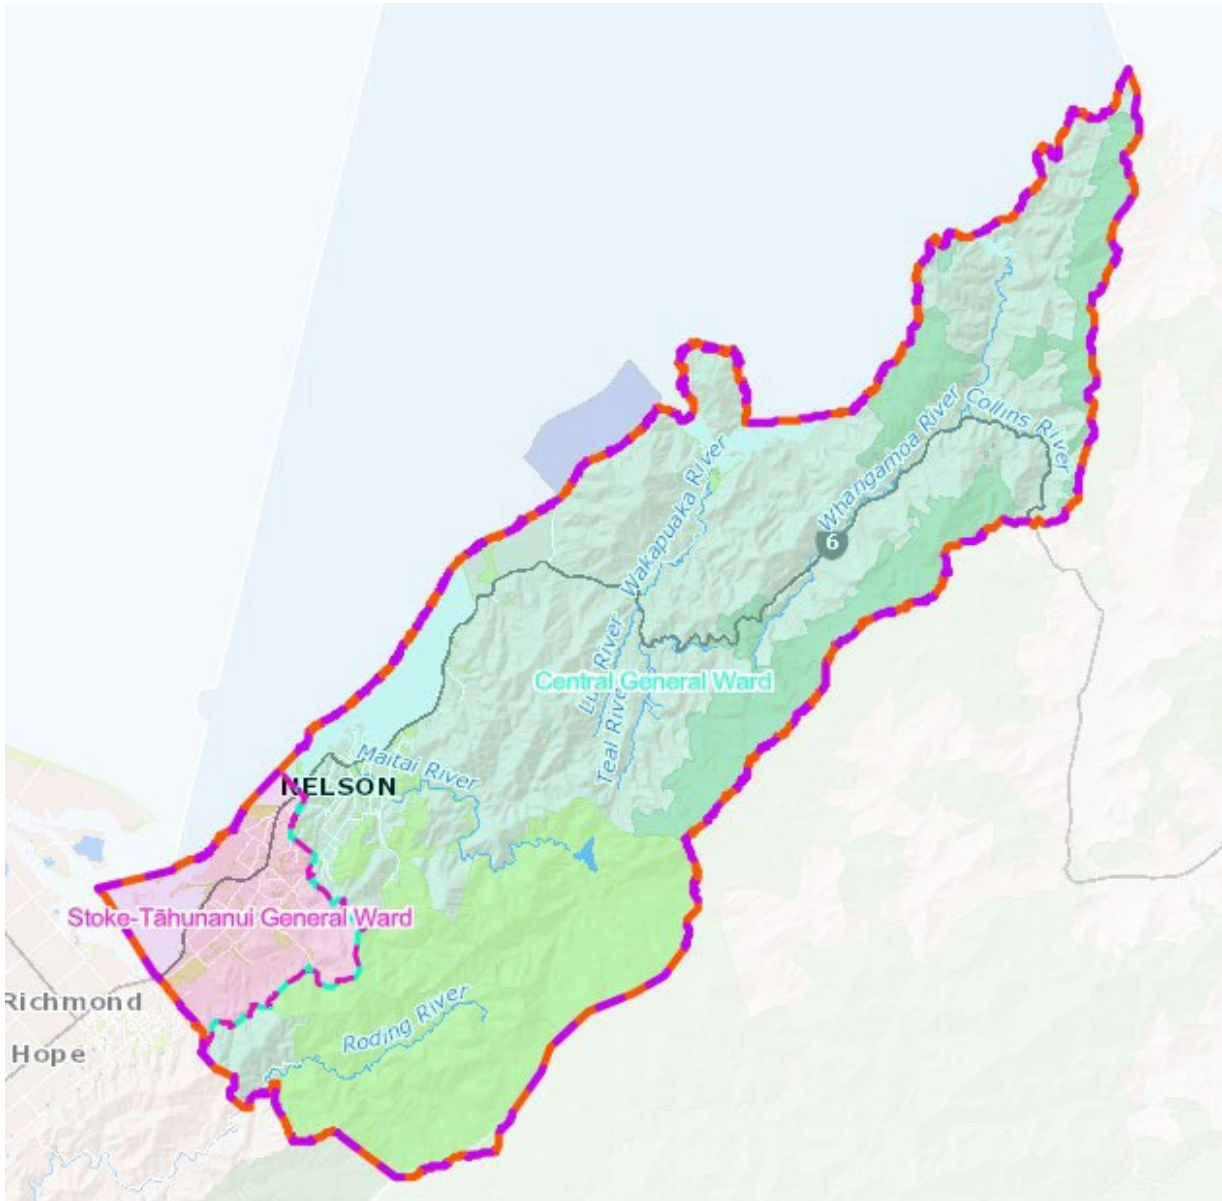 Collins River
Whangamoa River
Wakapuaka River
6
River
Central General Ward
Teal River
Maitai River
NELSON
Stoke-Tāhunanui General Ward
Richmond
Roding River
Hope